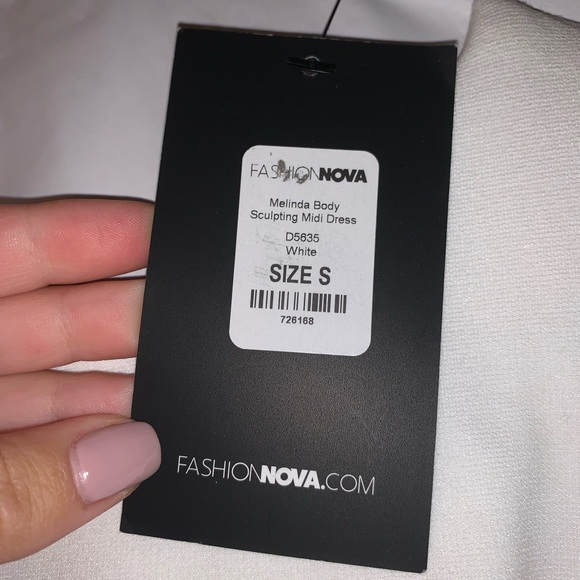 FASHIONNOVA
Melinda Body
Sculpting Midi Dress
D5635
White
SIZE S
726168
FASHIONNOVA.COM